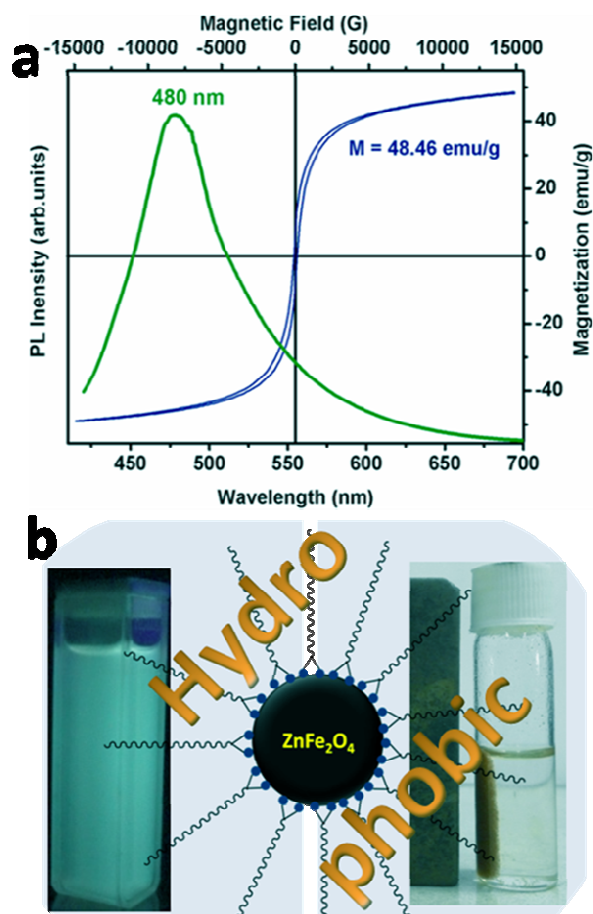 Magnetic Field (G)
-15000 -10000 -5000 0 5000 10000 15000
a
480 nm
M = 48.46 emu/g
PL Inensity (arb.units)
Magnetization (emu/g)
40
20
0
-20
-40
450 500 550 600 650 700
Wavelength (nm)
b
Hydro
phobic
ZnFe₂O₄